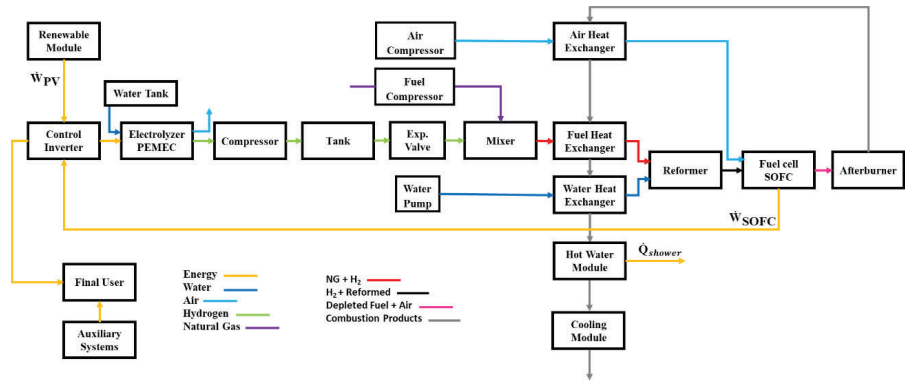 Renewable
Module
Air
Compressor
Air Heat
Exchanger
Ẇ_PV
Water Tank
Fuel
Compressor
Control
Inverter
Electrolyzer
PEMEC
Compressor
Tank
Exp.
Valve
Mixer
Fuel Heat
Exchanger
Reformer
Fuel cell
SOFC
Afterburner
Water
Pump
Water Heat
Exchanger
Ẇ_SOFC
Hot Water
Module
Q̇_shower
Final User
Auxiliary
Systems
Energy
Water
Air
Hydrogen
Natural Gas
NG + H₂
H₂ + Reformed
Depleted Fuel + Air
Combustion Products
Cooling
Module